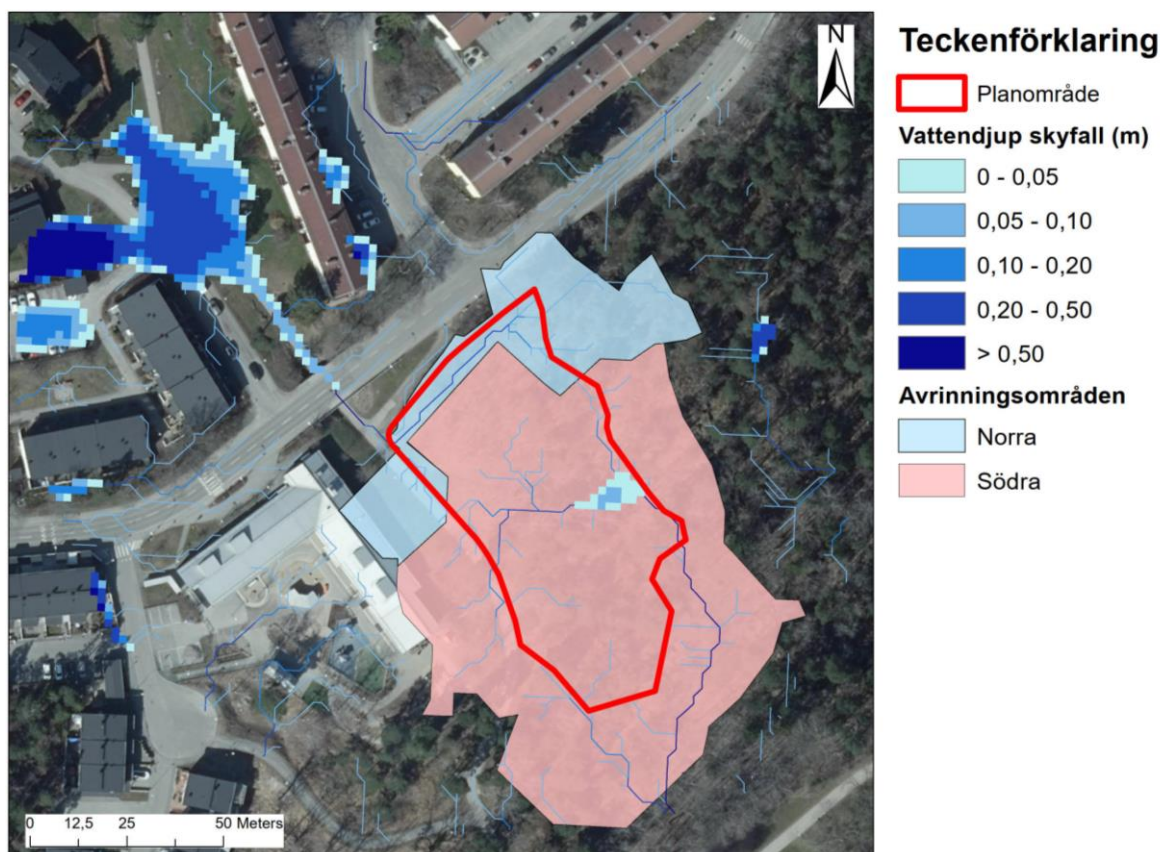 N
Teckenförklaring
Planområde
Vattendjup skyfall (m)
0 - 0,05
0,05 - 0,10
0,10 - 0,20
0,20 - 0,50
> 0,50
Avrinningsområden
Norra
Södra
0 12,5 25 50 Meters